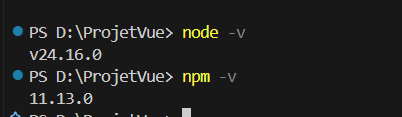 PS D:\ProjetVue> node -v
v24.16.0
PS D:\ProjetVue> npm -v
11.13.0